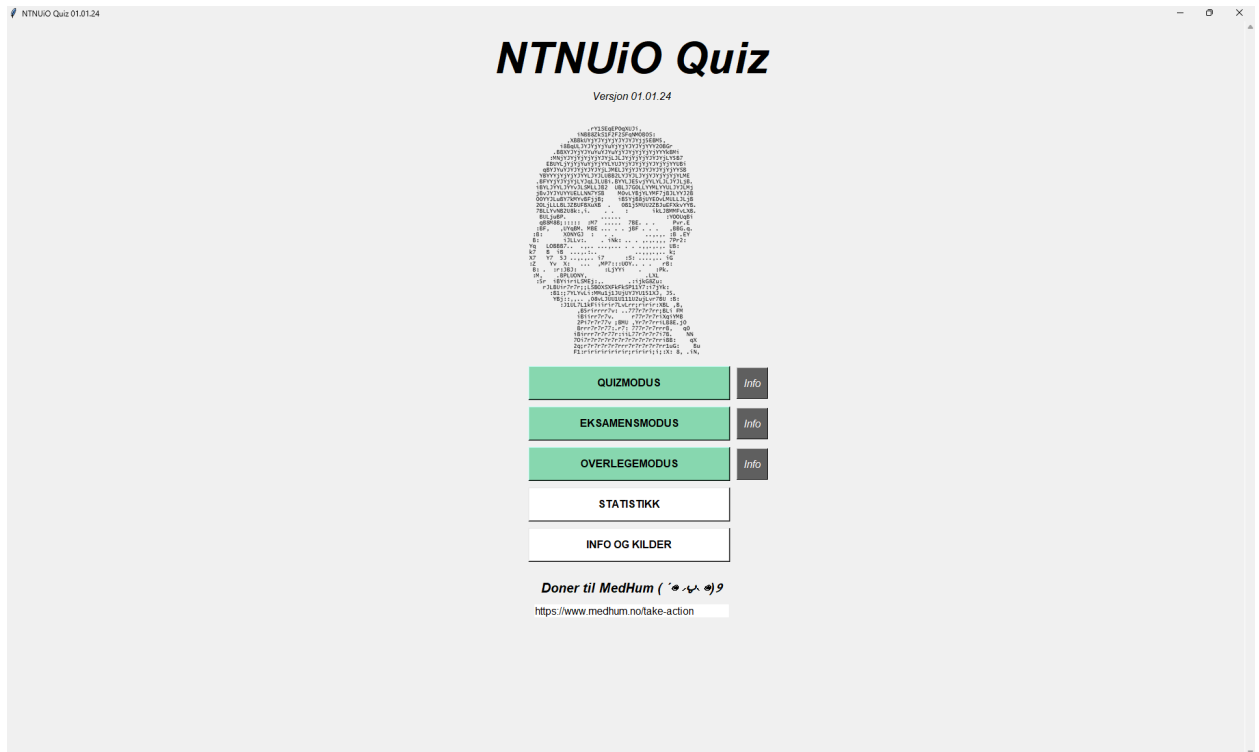 NTNUiO Quiz 01.01.24
NTNUiO Quiz
Versjon 01.01.24
QUIZMODUS Info
EKSAMENSMODUS Info
OVERLEGEMODUS Info
STATISTIKK
INFO OG KILDER
Doner til MedHum
https://www.medhum.no/take-action